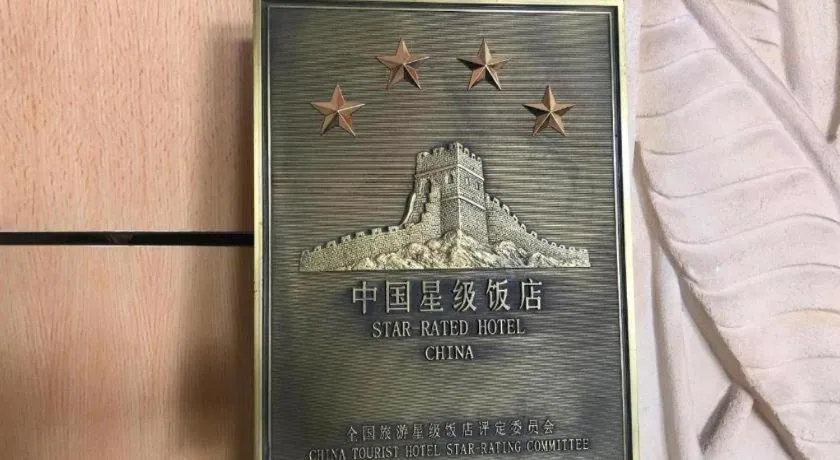 中国星级饭店
STAR-RATED HOTEL
CHINA
全国旅游星级饭店评定委员会
CHINA TOURIST HOTEL STAR-RATING COMMITTEE